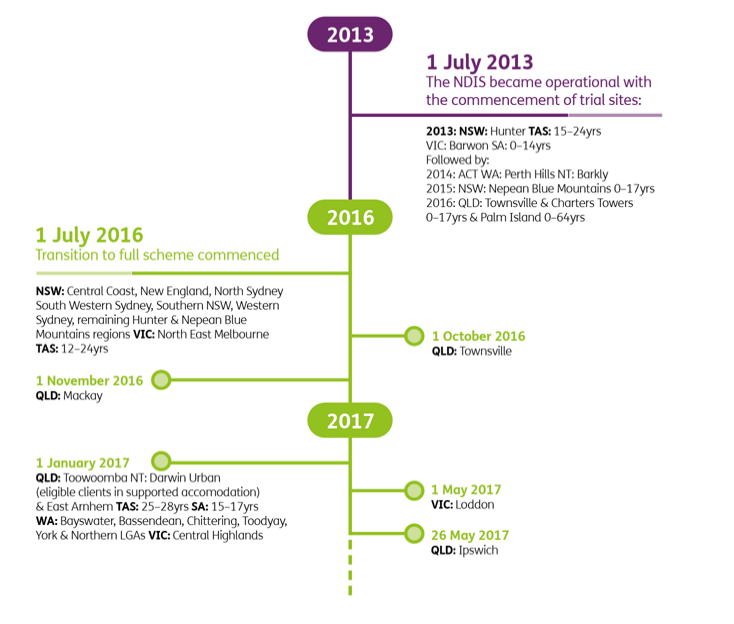 2013
1 July 2013
The NDIS became operational with
the commencement of trial sites:
2013: NSW: Hunter TAS: 15–24yrs
VIC: Barwon SA: 0–14yrs
Followed by:
2014: ACT WA: Perth Hills NT: Barkly
2015: NSW: Nepean Blue Mountains 0–17yrs
2016: QLD: Townsville & Charters Towers
0–17yrs & Palm Island 0–64yrs
2016
1 July 2016
Transition to full scheme commenced
NSW: Central Coast, New England, North Sydney
South Western Sydney, Southern NSW, Western
Sydney, remaining Hunter & Nepean Blue
Mountains regions VIC: North East Melbourne
TAS: 12–24yrs
1 October 2016
QLD: Townsville
1 November 2016
QLD: Mackay
2017
1 January 2017
QLD: Toowoomba NT: Darwin Urban
(eligible clients in supported accomodation)
& East Arnhem TAS: 25–28yrs SA: 15–17yrs
WA: Bayswater, Bassendean, Chittering, Toodyay,
York & Northern LGAs VIC: Central Highlands
1 May 2017
VIC: Loddon
26 May 2017
QLD: Ipswich